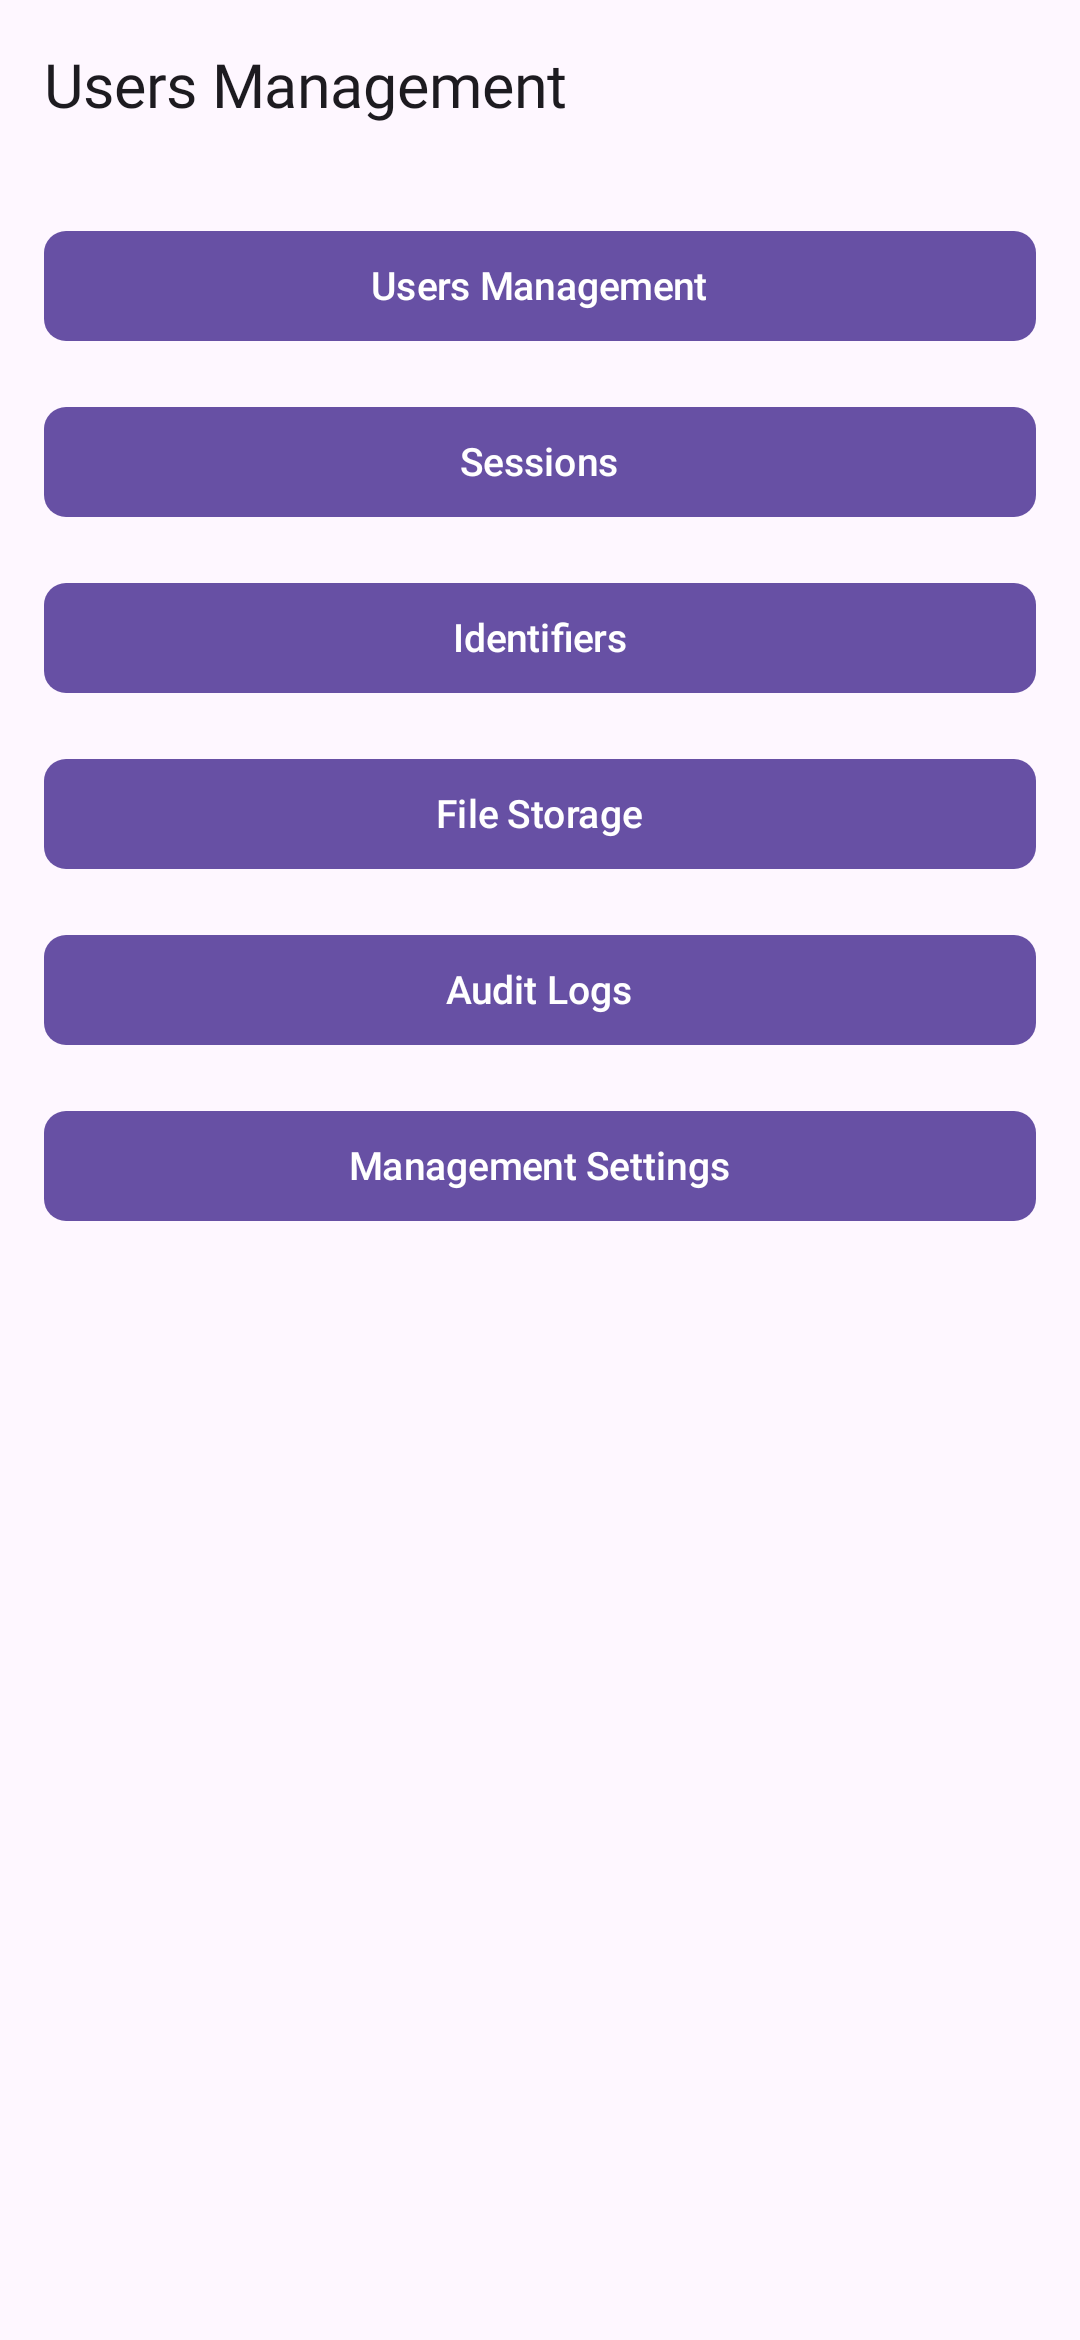 Users Management
Users Management
Sessions
Identifiers
File Storage
Audit Logs
Management Settings